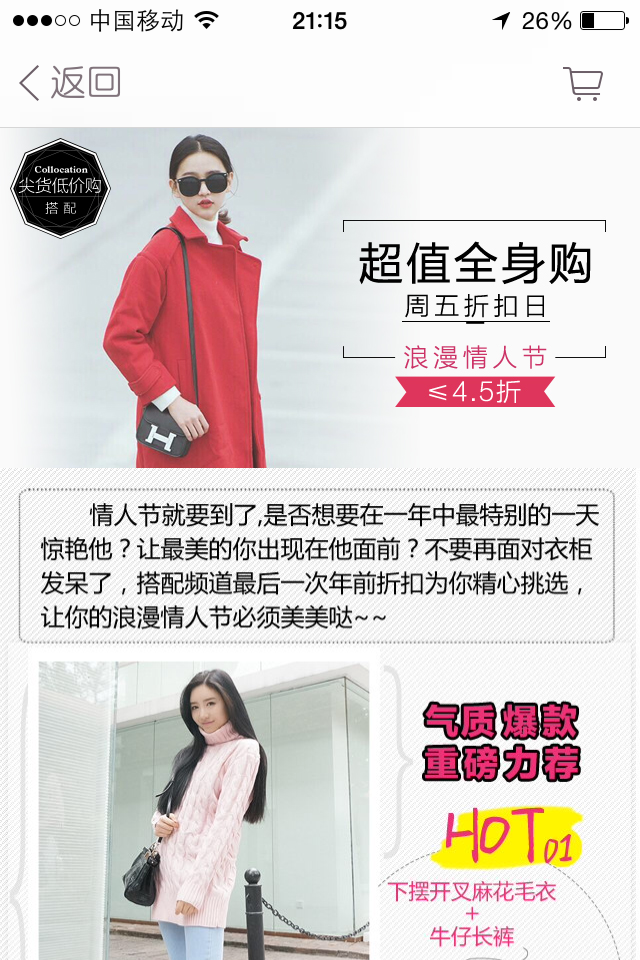 中国移动 21:15 26%
返回
Collocation
尖货低价购
搭配
超值全身购
周五折扣日
浪漫情人节
≤4.5折
H
情人节就要到了,是否想要在一年中最特别的一天
惊艳他？让最美的你出现在他面前？不要再面对衣柜
发呆了，搭配频道最后一次年前折扣为你精心挑选，
让你的浪漫情人节必须美美哒~~
气质爆款
重磅力荐
HOT01
下摆开叉麻花毛衣
+
牛仔长裤